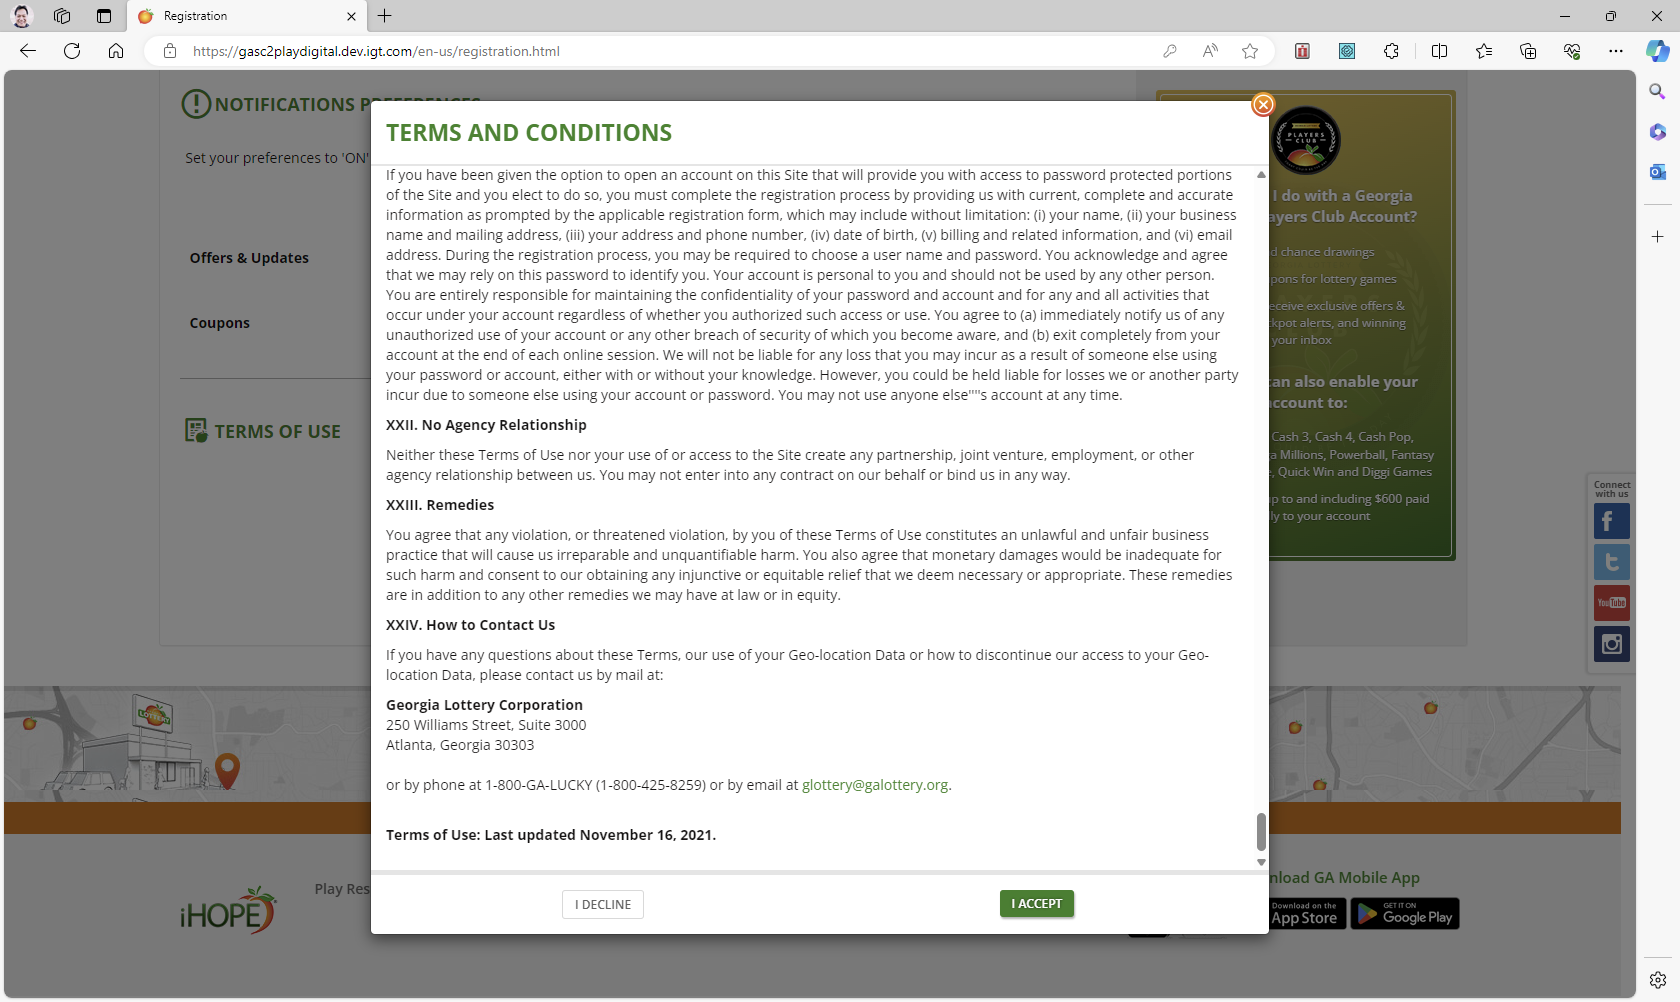 Registration
https://gasc2playdigital.dev.igt.com/en-us/registration.html
NOTIFICATIONS PREFERENCES
Set your preferences to 'ON'
Offers & Updates
Coupons
TERMS OF USE
TERMS AND CONDITIONS
If you have been given the option to open an account on this Site that will provide you with access to password protected portions
of the Site and you elect to do so, you must complete the registration process by providing us with current, complete and accurate
information as prompted by the applicable registration form, which may include without limitation: (i) your name, (ii) your business
name and mailing address, (iii) your address and phone number, (iv) date of birth, (v) billing and related information, and (vi) email
address. During the registration process, you may be required to choose a user name and password. You acknowledge and agree
that we may rely on this password to identify you. Your account is personal to you and should not be used by any other person.
You are entirely responsible for maintaining the confidentiality of your password and account and for any and all activities that
occur under your account regardless of whether you authorized such access or use. You agree to (a) immediately notify us of any
unauthorized use of your account or any other breach of security of which you become aware, and (b) exit completely from your
account at the end of each online session. We will not be liable for any loss that you may incur as a result of someone else using
your password or account, either with or without your knowledge. However, you could be held liable for losses we or another party
incur due to someone else using your account or password. You may not use anyone else""s account at any time.
XXII. No Agency Relationship
Neither these Terms of Use nor your use of or access to the Site create any partnership, joint venture, employment, or other
agency relationship between us. You may not enter into any contract on our behalf or bind us in any way.
XXIII. Remedies
You agree that any violation, or threatened violation, by you of these Terms of Use constitutes an unlawful and unfair business
practice that will cause us irreparable and unquantifiable harm. You also agree that monetary damages would be inadequate for
such harm and consent to our obtaining any injunctive or equitable relief that we deem necessary or appropriate. These remedies
are in addition to any other remedies we may have at law or in equity.
XXIV. How to Contact Us
If you have any questions about these Terms, our use of your Geo-location Data or how to discontinue our access to your Geo-
location Data, please contact us by mail at:
Georgia Lottery Corporation
250 Williams Street, Suite 3000
Atlanta, Georgia 30303
or by phone at 1-800-GA-LUCKY (1-800-425-8259) or by email at glottery@galottery.org.
Terms of Use: Last updated November 16, 2021.
I DECLINE
I ACCEPT
PLAYERS
CLUB
I do with a Georgia
ayers Club Account?
d chance drawings
pons for lottery games
eceive exclusive offers &
kpot alerts, and winning
your inbox
can also enable your
account to:
Cash 3, Cash 4, Cash Pop,
a Millions, Powerball, Fantasy
, Quick Win and Diggi Games
p to and including $600 paid
ly to your account
Connect
with us
YouTube
LOTTERY
iHOPE
Play Res
nload GA Mobile App
Download on the
App Store
GET IT ON
Google Play